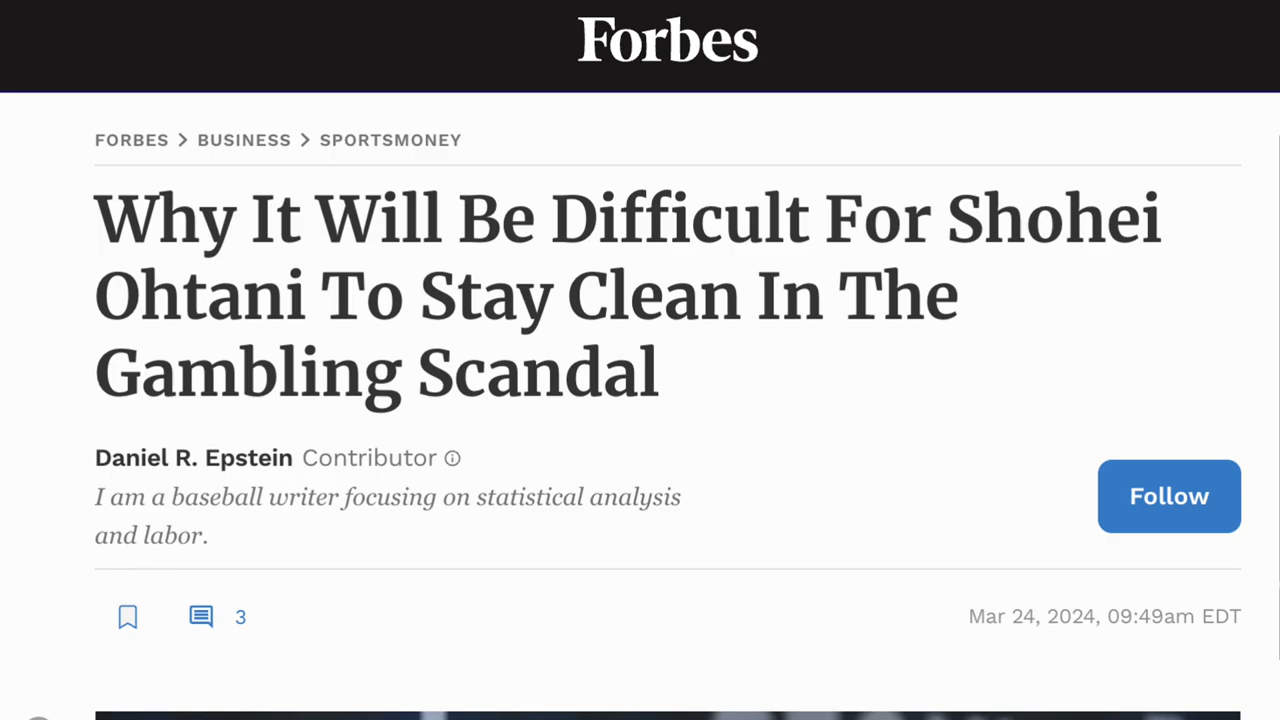 Forbes
FORBES > BUSINESS > SPORTSMONEY
Why It Will Be Difficult For Shohei
Ohtani To Stay Clean In The
Gambling Scandal
Daniel R. Epstein Contributor
I am a baseball writer focusing on statistical analysis
and labor.
Follow
3
Mar 24, 2024, 09:49am EDT